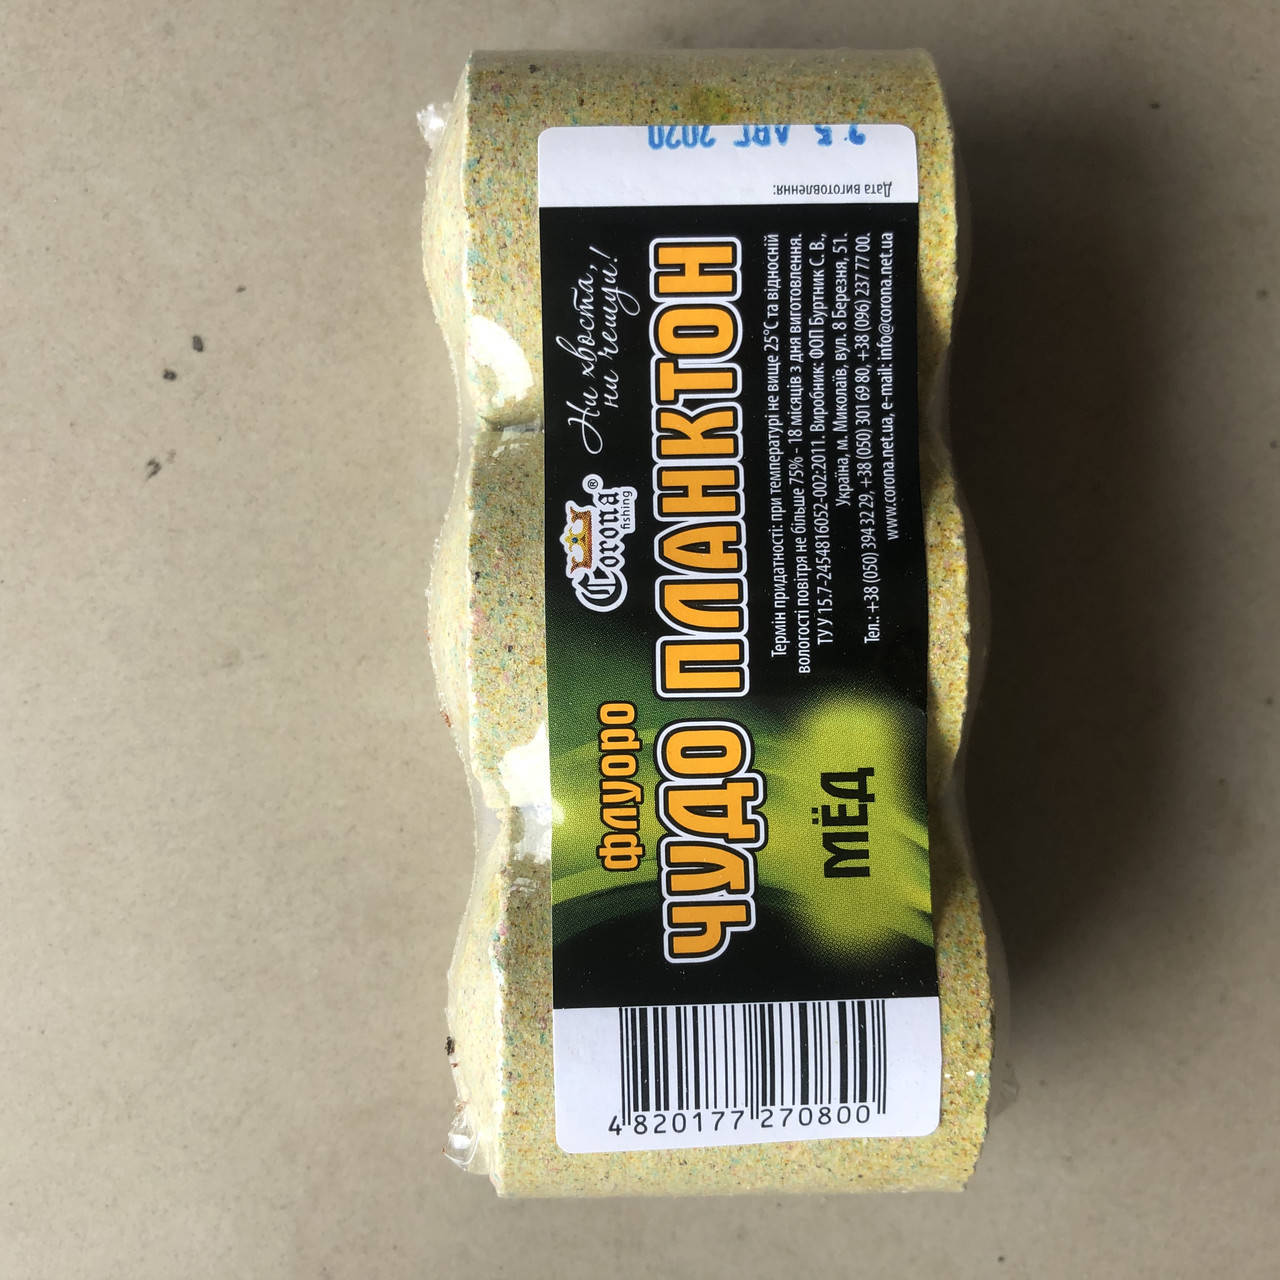 Corona®
fishing
Ни хвоста,
ни чешуи!
флуоро
ЧУДО ПЛАНКТОН
МЁД
Термін придатності: при температурі не вище 25°С та відносній
вологості повітря не більше 75% - 18 місяців з дня виготовлення.
ТУ У 15.7-2454816052-002:2011. Виробник: ФОП Буртник С. В.,
Україна, м. Миколаїв, вул. 8 Березня, 51.
Тел.: +38 (050) 394 32 29, +38 (050) 301 69 80, +38 (096) 237 77 00.
www.corona.net.ua, e-mail: info@corona.net.ua
Дата виготовлення:
25 АВГ 2020
4 820177 270800